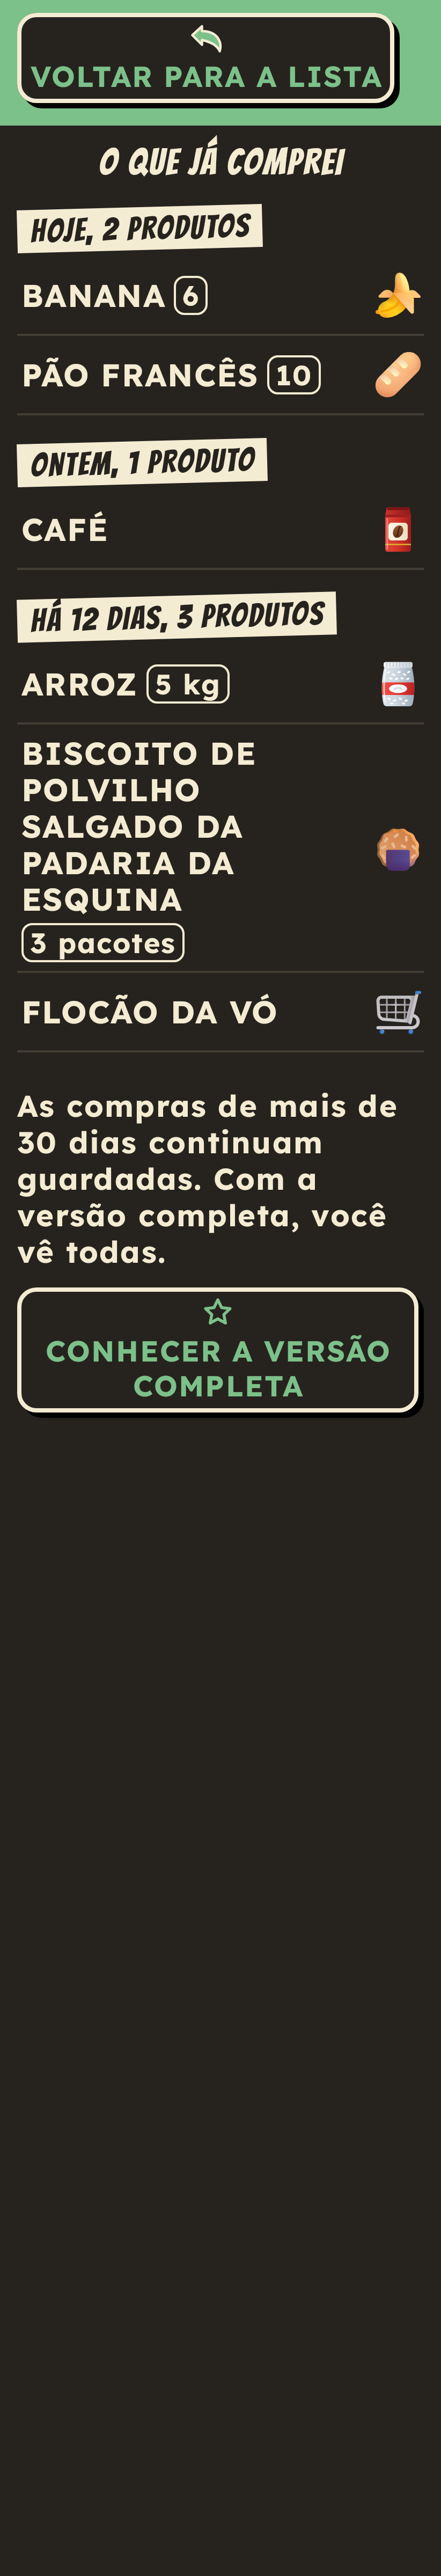 VOLTAR PARA A LISTA
O QUE JÁ COMPREI
HOJE, 2 PRODUTOS
BANANA 6
PÃO FRANCÊS 10
ONTEM, 1 PRODUTO
CAFÉ
HÁ 12 DIAS, 3 PRODUTOS
ARROZ 5 kg
BISCOITO DE
POLVILHO
SALGADO DA
PADARIA DA
ESQUINA
3 pacotes
FLOCÃO DA VÓ
As compras de mais de
30 dias continuam
guardadas. Com a
versão completa, você
vê todas.
CONHECER A VERSÃO
COMPLETA